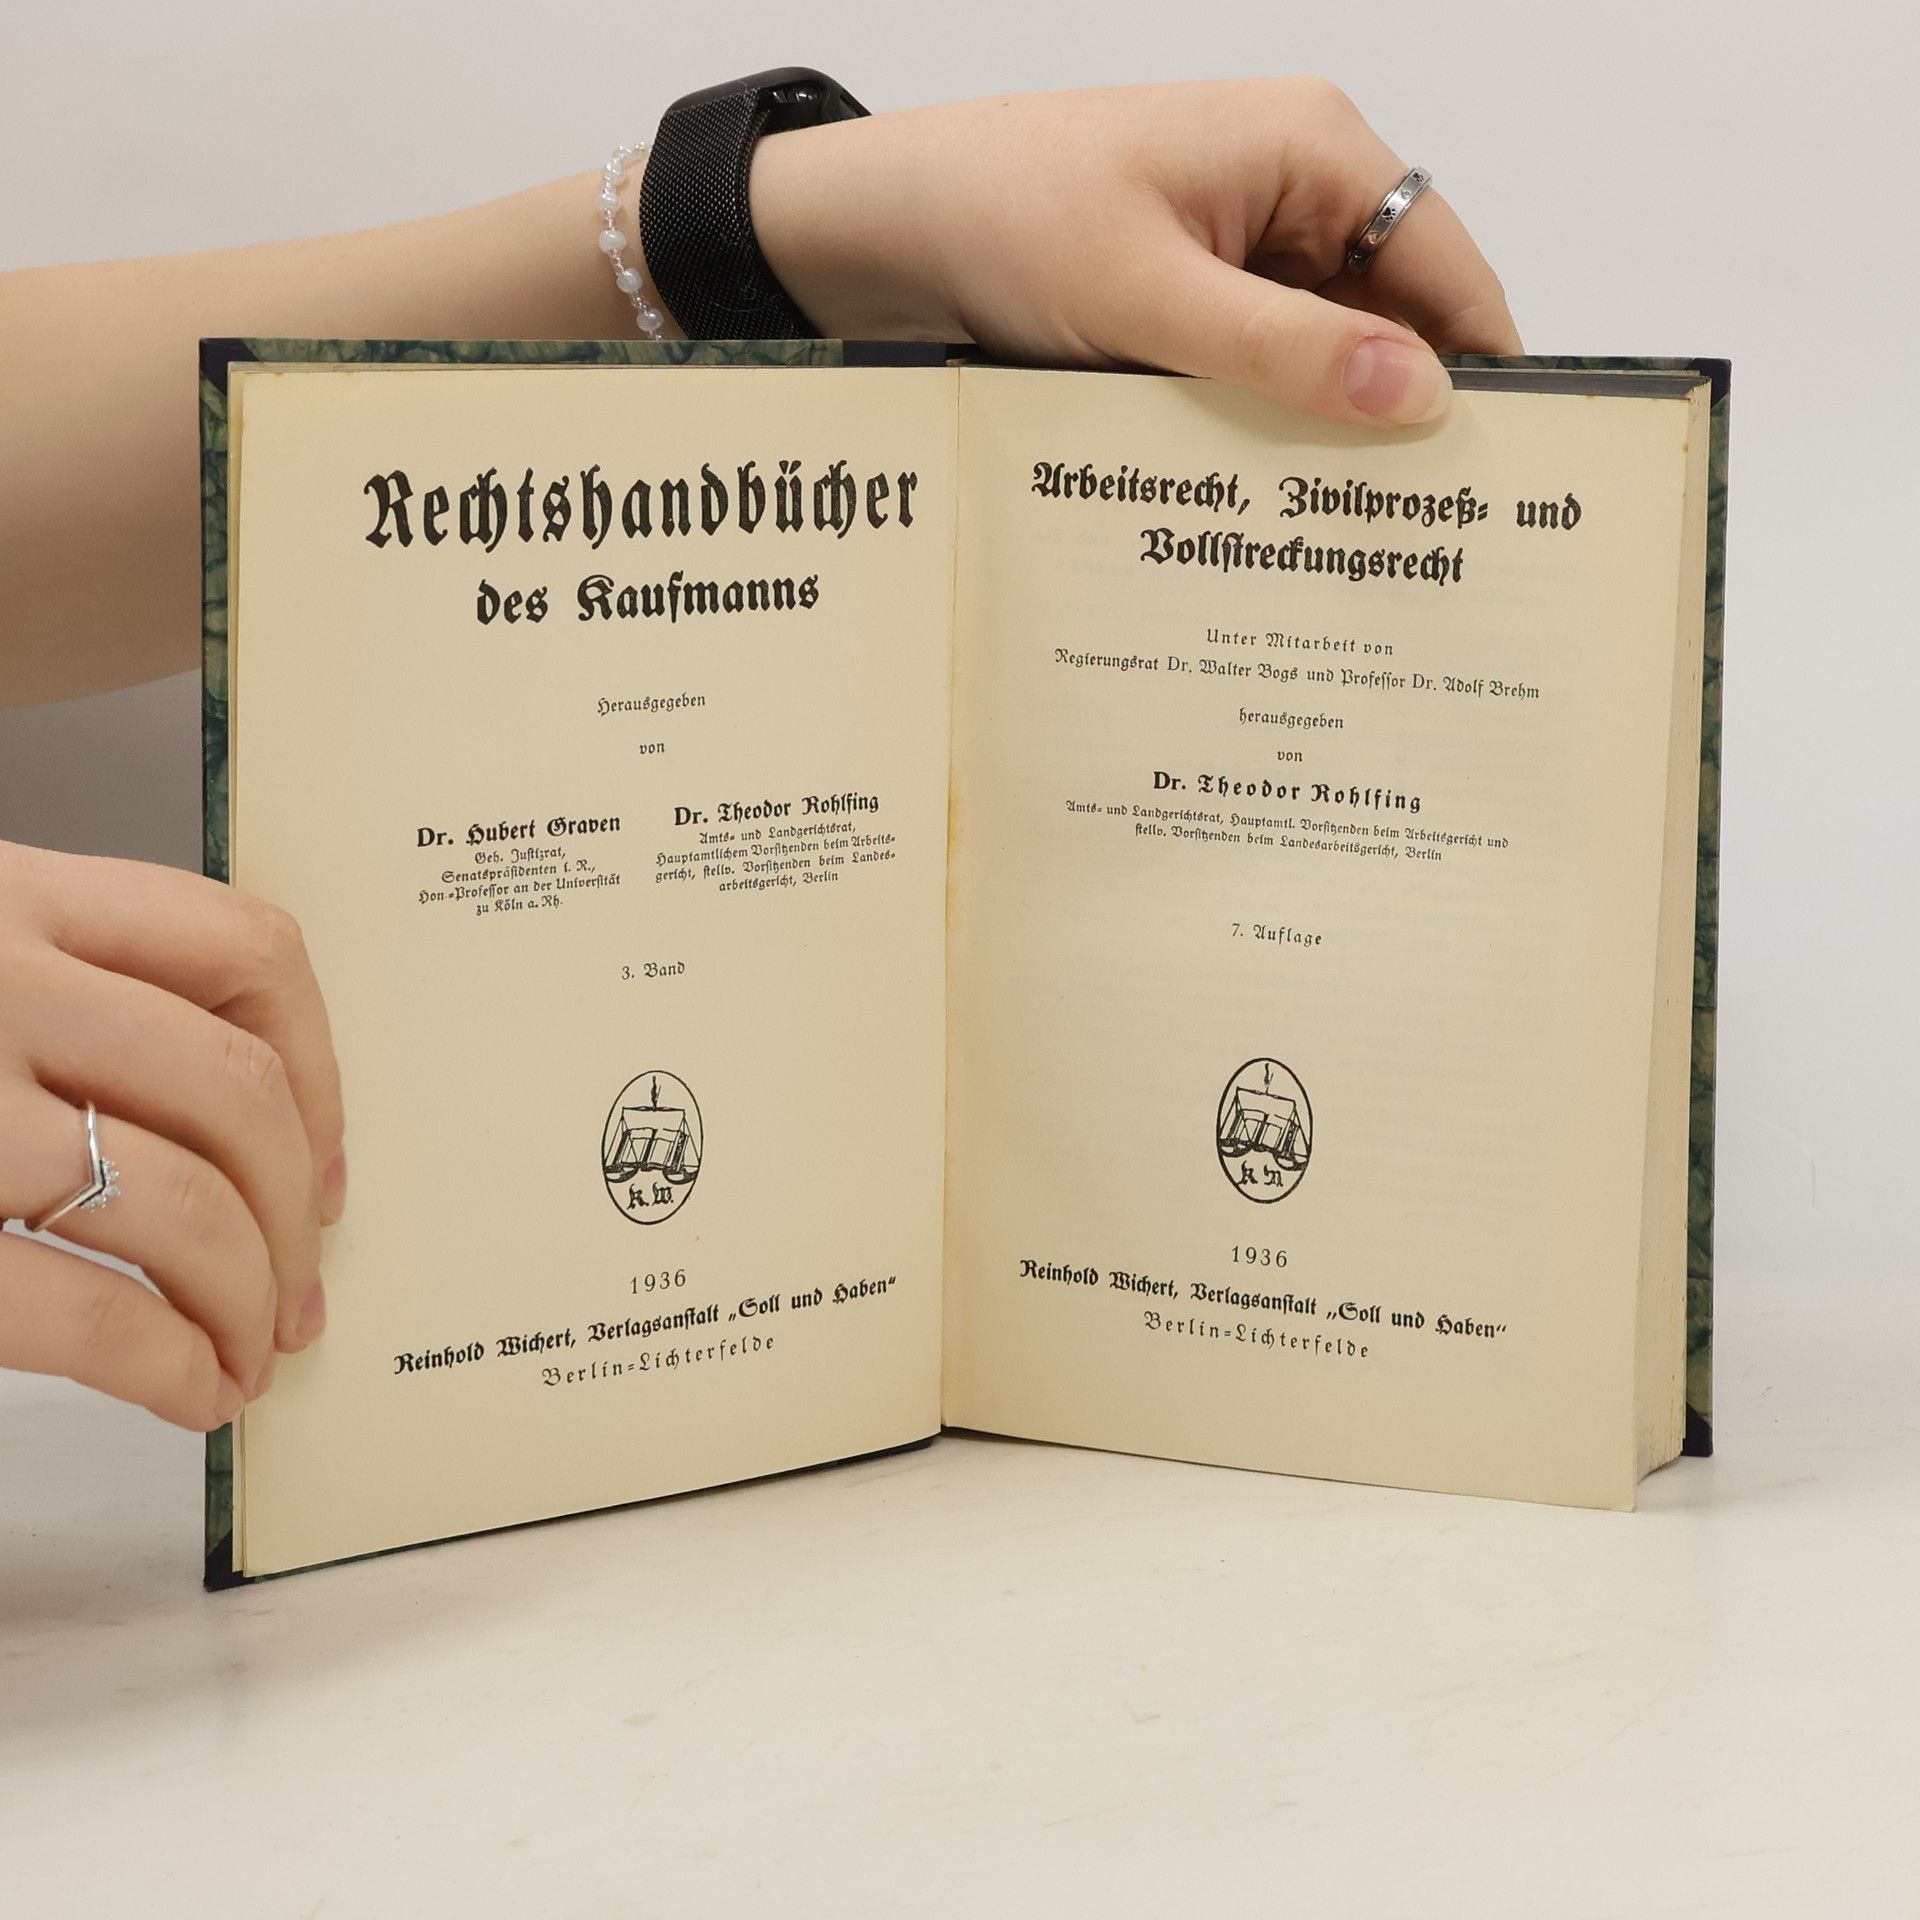 Rechtshandbücher
des Kaufmanns
Herausgegeben
von
Dr. Hubert Graven
Geh. Justizrat,
Senatspräsidenten i. R.,
Hon.-Professor an der Universität
zu Köln a. Rh.
Dr. Theodor Rohlfing
Amts- und Landgerichtsrat,
Hauptamtlichem Vorsitzenden beim Arbeits-
gericht, stellv. Vorsitzenden beim Landes-
arbeitsgericht, Berlin
3. Band
K. W.
1936
Reinhold Wichert, Verlagsanstalt „Soll und Haben“
Berlin-Lichterfelde
Arbeitsrecht, Zivilprozeß- und
Vollstreckungsrecht
Unter Mitarbeit von
Regierungsrat Dr. Walter Bogs und Professor Dr. Adolf Brehm
herausgegeben
von
Dr. Theodor Rohlfing
Amts- und Landgerichtsrat, Hauptamtl. Vorsitzenden beim Arbeitsgericht und
stellv. Vorsitzenden beim Landesarbeitsgericht, Berlin
7. Auflage
1936
Reinhold Wichert, Verlagsanstalt „Soll und Haben“
Berlin-Lichterfelde